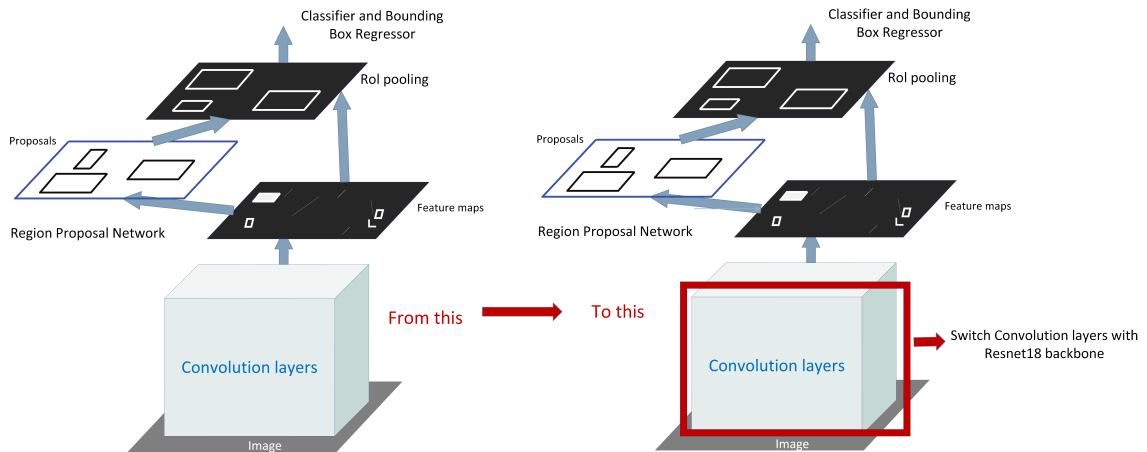 Classifier and Bounding
Box Regressor
RoI pooling
Proposals
Feature maps
Region Proposal Network
Convolution layers
Image
From this
To this
Classifier and Bounding
Box Regressor
RoI pooling
Proposals
Feature maps
Region Proposal Network
Convolution layers
Image
Switch Convolution layers with
Resnet18 backbone